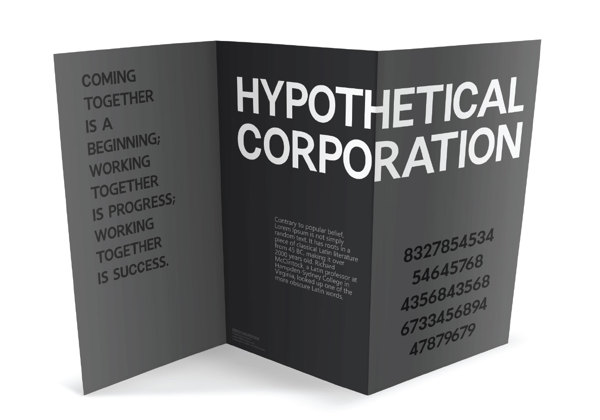 COMING
TOGETHER
IS A
BEGINNING;
WORKING
TOGETHER
IS PROGRESS;
WORKING
TOGETHER
IS SUCCESS.
HYPOTHETICAL
CORPORATION
Contrary to popular belief,
Lorem Ipsum is not simply
random text. It has roots in a
piece of classical Latin literature
from 45 BC, making it over
2000 years old. Richard
McClintock, a Latin professor at
Hampden-Sydney College in
Virginia, looked up one of the
more obscure Latin words
8327854534
54645768
4356843568
6733456894
47879679